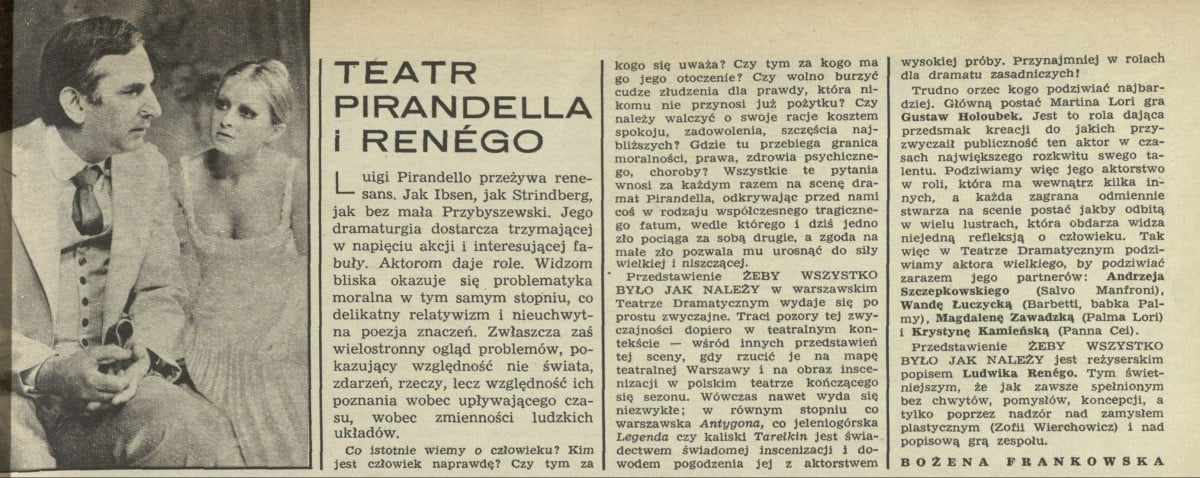 TEATR
PIRANDELLA
i RENÉGO
Luigi Pirandello przeżywa rene-
sans. Jak Ibsen, jak Strindberg,
jak bez mała Przybyszewski. Jego
dramaturgia dostarcza trzymającej
w napięciu akcji i interesującej fa-
buły. Aktorom daje role. Widzom
bliska okazuje się problematyka
moralna w tym samym stopniu, co
delikatny relatywizm i nieuchwyt-
na poezja znaczeń. Zwłaszcza zaś
wielostronny ogląd problemów, po-
kazujący względność nie świata,
zdarzeń, rzeczy, lecz względność ich
poznania wobec upływającego cza-
su, wobec zmienności ludzkich
układów.
Co istotnie wiemy o człowieku? Kim
jest człowiek naprawdę? Czy tym za
kogo się uważa? Czy tym za kogo ma
go jego otoczenie? Czy wolno burzyć
cudze złudzenia dla prawdy, która ni-
komu nie przynosi już pożytku? Czy
należy walczyć o swoje racje kosztem
spokoju, zadowolenia, szczęścia naj-
bliższych? Gdzie tu przebiega granica
moralności, prawa, zdrowia psychiczne-
go, choroby? Wszystkie te pytania
wnosi za każdym razem na scenę dra-
mat Pirandella, odkrywając przed nami
coś w rodzaju współczesnego tragiczne-
go fatum, wedle którego i dziś jedno
zło pociąga za sobą drugie, a zgoda na
małe zło pozwala mu urosnąć do siły
wielkiej i niszczącej.
Przedstawienie ŻEBY WSZYSTKO
BYŁO JAK NALEŻY w warszawskim
Teatrze Dramatycznym wydaje się po
prostu zwyczajne. Traci pozory tej zwy-
czajności dopiero w teatralnym kon-
tekście — wśród innych przedstawień
tej sceny, gdy rzucić je na mapę
teatralnej Warszawy i na obraz insce-
nizacji w polskim teatrze kończącego
się sezonu. Wówczas nawet wyda się
niezwykłe; w równym stopniu co
warszawska Antygona, co jeleniogórska
Legenda czy kaliski Tarelkin jest świa-
dectwem świadomej inscenizacji i do-
wodem pogodzenia jej z aktorstwem
wysokiej próby. Przynajmniej w rolach
dla dramatu zasadniczych!
Trudno orzec kogo podziwiać najbar-
dziej. Główną postać Martina Lori gra
Gustaw Holoubek. Jest to rola dająca
przedsmak kreacji do jakich przy-
zwyczaił publiczność ten aktor w cza-
sach największego rozkwitu swego ta-
lentu. Podziwiamy więc jego aktorstwo
w roli, która ma wewnątrz kilka in-
nych, a każda zagrana odmiennie
stwarza na scenie postać jakby odbitą
w wielu lustrach, która obdarza widza
niejedną refleksją o człowieku. Tak
więc w Teatrze Dramatycznym podzi-
wiamy aktora wielkiego, by podziwiać
zarazem jego partnerów: Andrzeja
Szczepkowskiego (Salvo Manfroni),
Wandę Łuczycką (Barbetti, babka Pal-
my), Magdalenę Zawadzką (Palma Lori)
i Krystynę Kamieńską (Panna Cei).
Przedstawienie ŻEBY WSZYSTKO
BYŁO JAK NALEŻY jest reżyserskim
popisem Ludwika Renégo. Tym świet-
niejszym, że jak zawsze spełnionym
bez chwytów, pomysłów, koncepcji, a
tylko poprzez nadzór nad zamysłem
plastycznym (Zofii Wierchowicz) i nad
popisową grą zespołu.
BOŻENA FRANKOWSKA